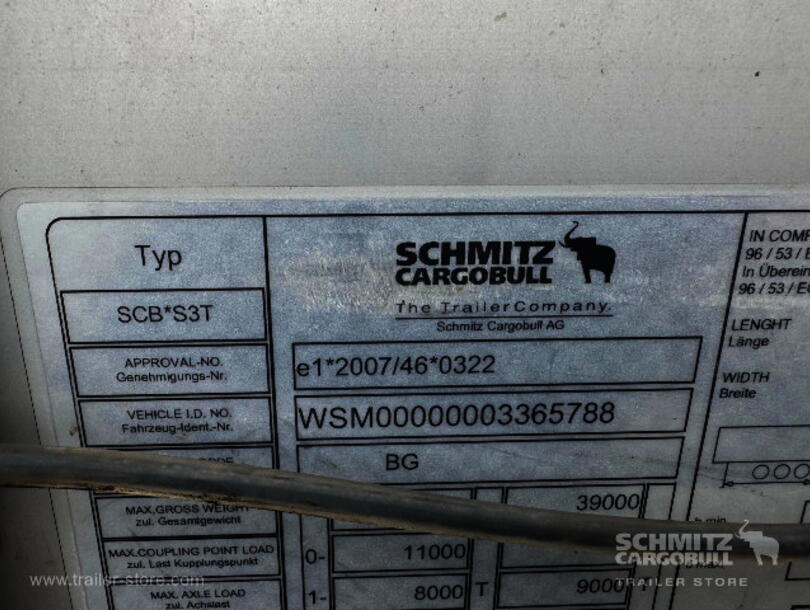 Typ
SCHMITZ
CARGOBULL
The TrailerCompany.
Schmitz Cargobull AG
SCB*S3T
APPROVAL-NO.
Genehmigungs-Nr.
e1*2007/46*0322
VEHICLE I.D. NO.
Fahrzeug-Ident.-Nr.
WSM00000003365788
BG
MAX.GROSS WEIGHT
zul. Gesamtgewicht
39000
MAX.COUPLING POINT LOAD
zul. Last Kupplungspunkt
0- 11000
MAX. AXLE LOAD
zul. Achslast
1- 8000 T 9000
IN COMP
96 / 53 / E
In Überein
96 / 53 / EG
LENGHT
Länge
WIDTH
Breite
SCHMITZ
CARGOBULL
TRAILER STORE
www.trailer-store.com